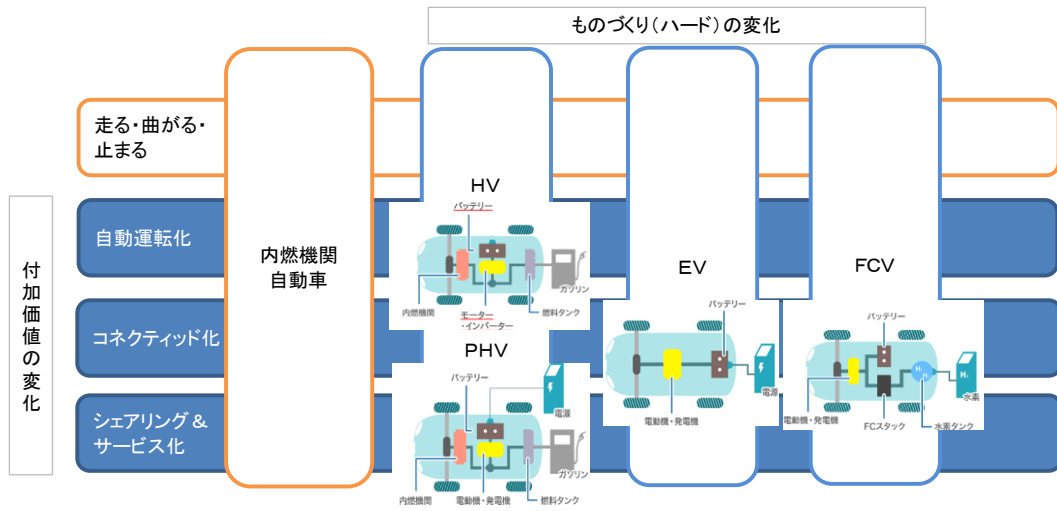 ものづくり(ハード)の変化
走る・曲がる・
止まる
付加価値の変化
自動運転化
コネクティッド化
シェアリング &
サービス化
内燃機関
自動車
HV
バッテリー
ガソリン
内燃機関
モーター
・インバーター
燃料タンク
PHV
バッテリー
電源
ガソリン
内燃機関
電動機・発電機
燃料タンク
EV
バッテリー
電源
電動機・発電機
FCV
バッテリー
H₂
H₂
H₂
水素
電動機・発電機
FCスタック
水素タンク